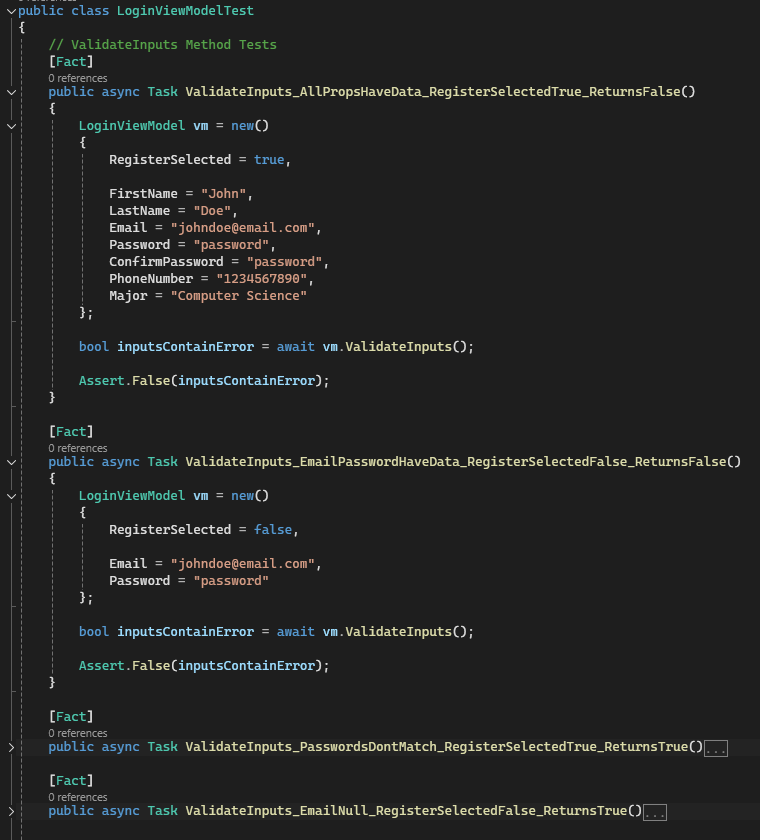 public class LoginViewModelTest
{
// ValidateInputs Method Tests
[Fact]
0 references
public async Task ValidateInputs_AllPropsHaveData_RegisterSelectedTrue_ReturnsFalse()
{
LoginViewModel vm = new()
{
RegisterSelected = true,
FirstName = "John",
LastName = "Doe",
Email = "johndoe@email.com",
Password = "password",
ConfirmPassword = "password",
PhoneNumber = "1234567890",
Major = "Computer Science"
};
bool inputsContainError = await vm.ValidateInputs();
Assert.False(inputsContainError);
}
[Fact]
0 references
public async Task ValidateInputs_EmailPasswordHaveData_RegisterSelectedFalse_ReturnsFalse()
{
LoginViewModel vm = new()
{
RegisterSelected = false,
Email = "johndoe@email.com",
Password = "password"
};
bool inputsContainError = await vm.ValidateInputs();
Assert.False(inputsContainError);
}
[Fact]
0 references
public async Task ValidateInputs_PasswordsDontMatch_RegisterSelectedTrue_ReturnsTrue()...
[Fact]
0 references
public async Task ValidateInputs_EmailNull_RegisterSelectedFalse_ReturnsTrue()...